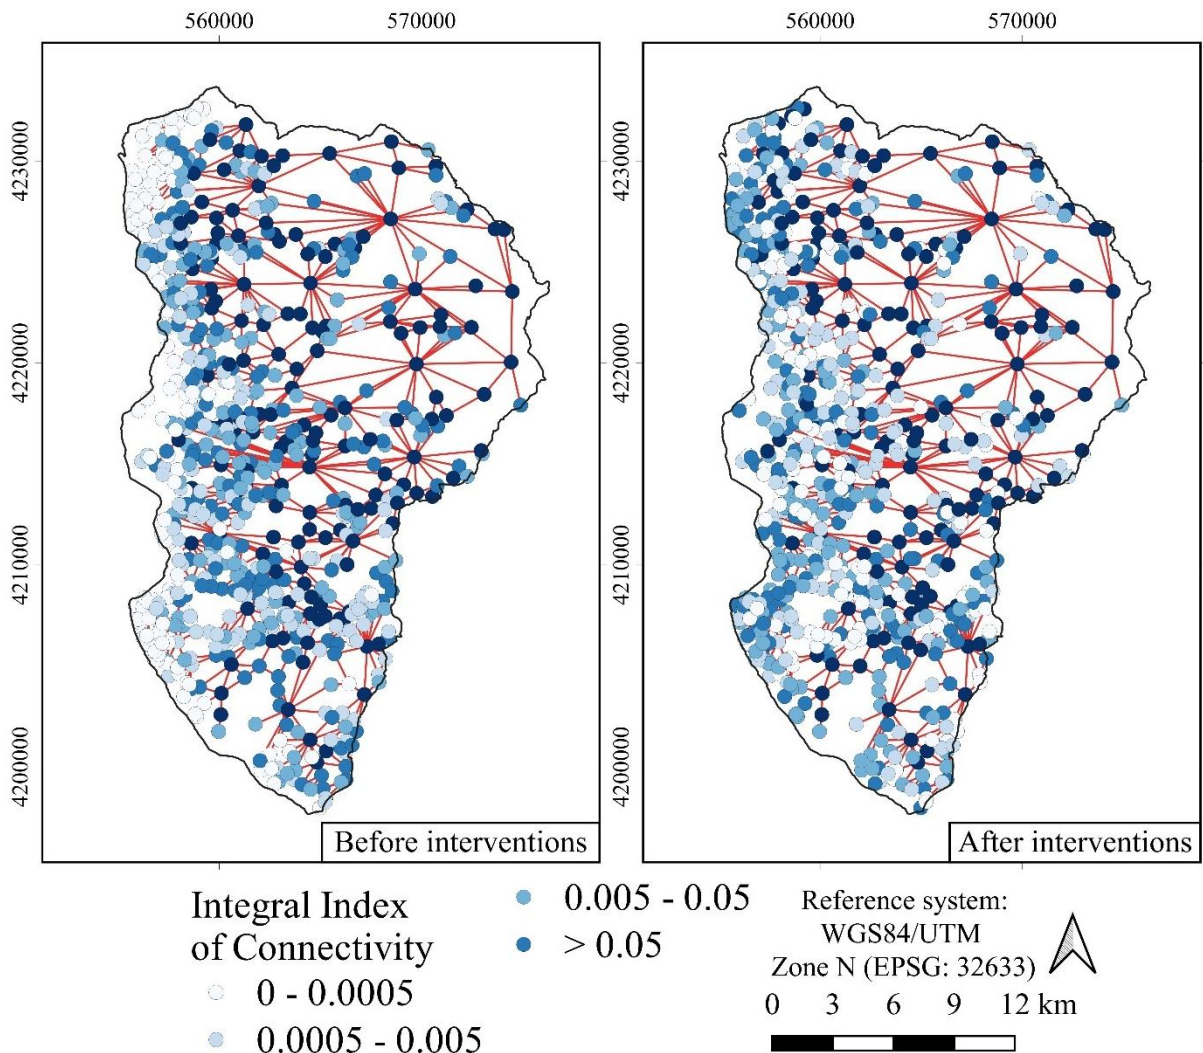 560000 570000 560000 570000
4230000 4230000
4220000 4220000
4210000 4210000
4200000 4200000
Before interventions After interventions
Integral Index
of Connectivity
0 - 0.0005
0.0005 - 0.005
0.005 - 0.05
> 0.05
Reference system:
WGS84/UTM
Zone N (EPSG: 32633)
0 3 6 9 12 km